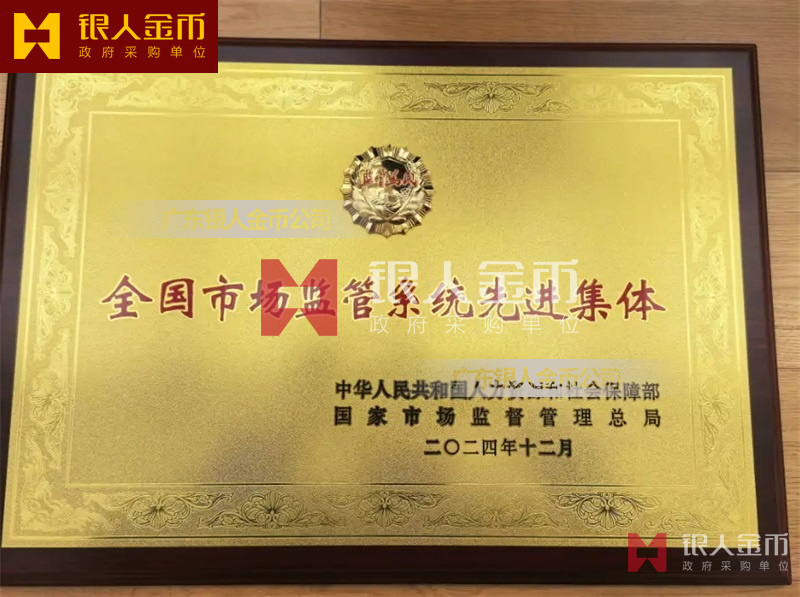 银人金币
政府采购单位
广东银人金币公司
全国市场监管系统先进集体
银人金币
政府采购单位
广东银人金币公司
中华人民共和国人力资源和社会保障部
国家市场监督管理总局
二〇二四年十二月
银人金币
政府采购单位